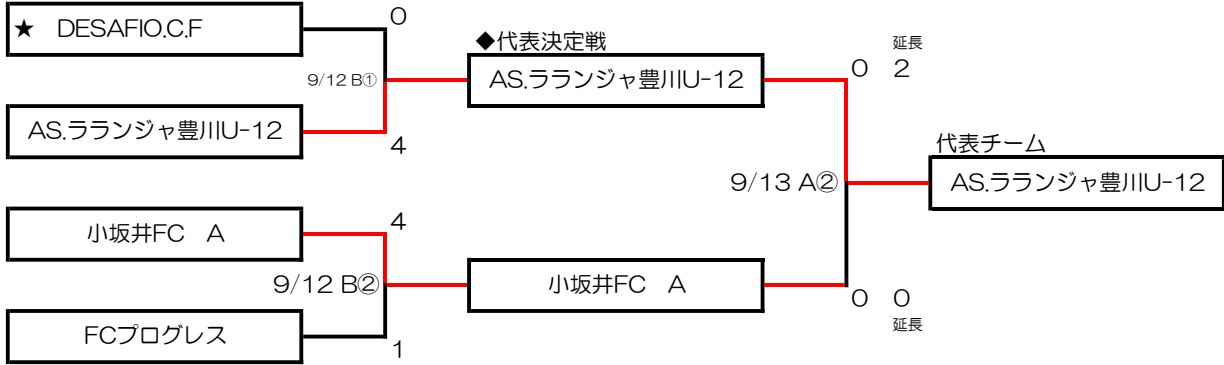 ★ DESAFIO.C.F
0
9/12 B①
AS.ラランジャ豊川U-12
4
小坂井FC　A
4
9/12 B②
FCプログレス
1
◆代表決定戦
AS.ラランジャ豊川U-12
延長
0 2
9/13 A②
小坂井FC　A
0 0
延長
代表チーム
AS.ラランジャ豊川U-12